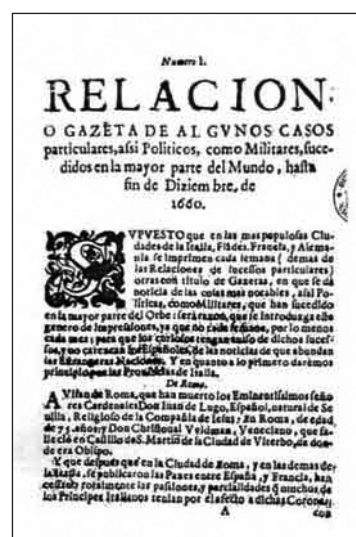 Numero 1.
RELACION,
O GAZETA DE ALGVNOS CASOS
particulares, assi Politicos, como Militares, suce-
didos en la mayor parte del Mundo, hasta
fin de Diziembre, de
1660.
SVPVESTO que en las mas populosas Ciu-
dades de la Italia, Flādes, Francia, y Alema-
nia se imprimen cada semana (demas de
las Relaciones de sucessos particulares)
otras con titulo de Gazetas, en que se dà
noticia de las cosas mas notables, assi Po-
liticas, como Militares, que han sucedido
en la mayor parte del Orbe: serà razon, que se introduzga este
genero de impressiones, ya que no cada semana, por lo menos
cada mes; para que los curiosos tengan auiso de dichos suces-
sos, y no carezcan los Españoles de las noticias de que abundan
las Estrangeras Naciones. Y en quanto a lo primero daremos
principio por las Prouincias de Italia.
De Roma.
AVisan de Roma, que han muerto los Eminentissimos seño
res Cardenales Don Iuan de Lugo, Español, natural de Se
uilla, Religioso de la Compañia de Iesus, en Roma, de edad
de 75. años; y Don Christoual Veidman, Veneciano, que fa-
lleciò en Castillo de S. Martin de la Ciudad de Viterbo, de don-
de era Obispo.
Y que despues que en la Ciudad de Roma, y en las demas de
la Italia, se publicaron las Pazes entre España, y Francia, han
cessado totalmente las passiones, y parcialidades q̄ muchos de
los Principes Italianos tenian por el afecto a dichas Coronas;
A
con